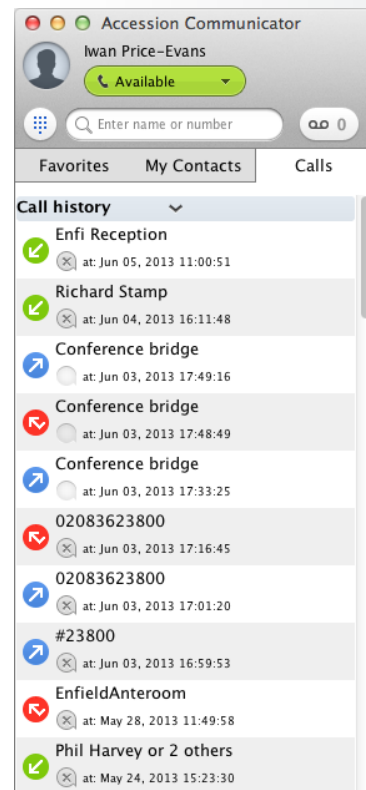 Accession Communicator
Iwan Price-Evans
Available
Enter name or number
0
Favorites My Contacts Calls
Call history
Enfi Reception
at: Jun 05, 2013 11:00:51
Richard Stamp
at: Jun 04, 2013 16:11:48
Conference bridge
at: Jun 03, 2013 17:49:16
Conference bridge
at: Jun 03, 2013 17:48:49
Conference bridge
at: Jun 03, 2013 17:33:25
02083623800
at: Jun 03, 2013 17:16:45
02083623800
at: Jun 03, 2013 17:01:20
#23800
at: Jun 03, 2013 16:59:53
EnfieldAnteroom
at: May 28, 2013 11:49:58
Phil Harvey or 2 others
at: May 24, 2013 15:23:30